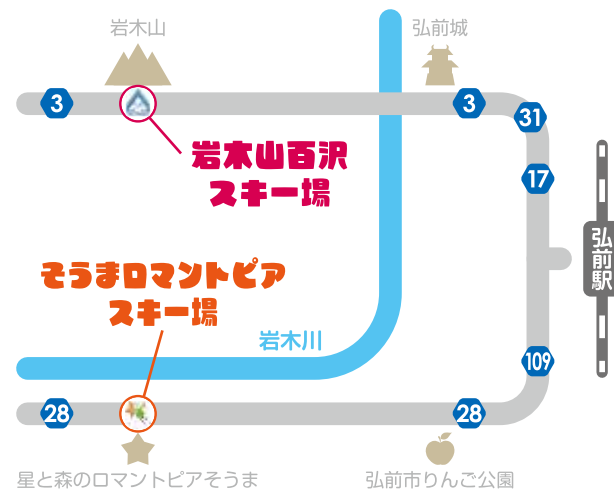 岩木山
弘前城
3
3
31
岩木山百沢
スキー場
17
弘前駅
そうまロマントピア
スキー場
岩木川
109
28
28
星と森のロマントピアそうま
弘前市りんご公園